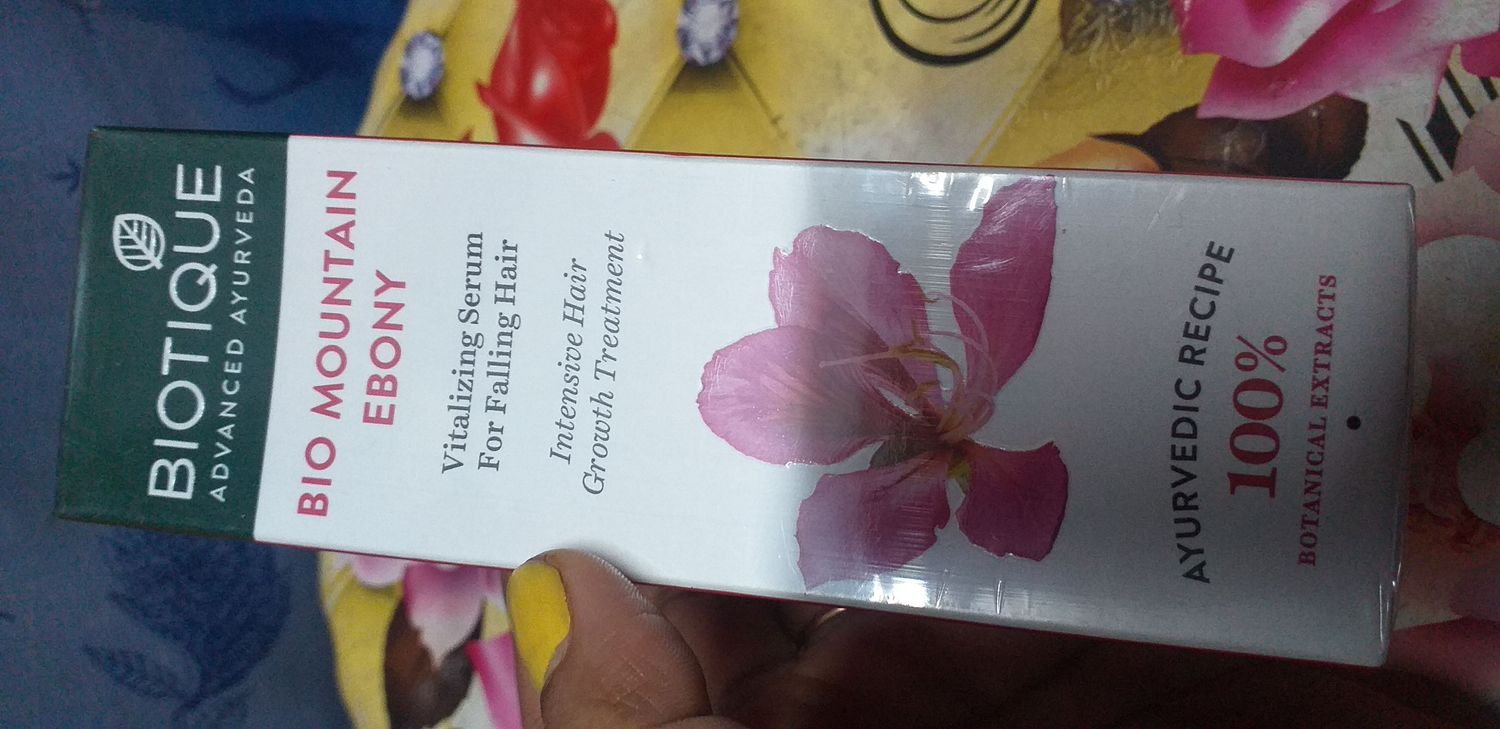 BIOTIQUE
ADVANCED AYURVEDA
BIO MOUNTAIN
EBONY
Vitalizing Serum
For Falling Hair
Intensive Hair
Growth Treatment
AYURVEDIC RECIPE
100%
BOTANICAL EXTRACTS